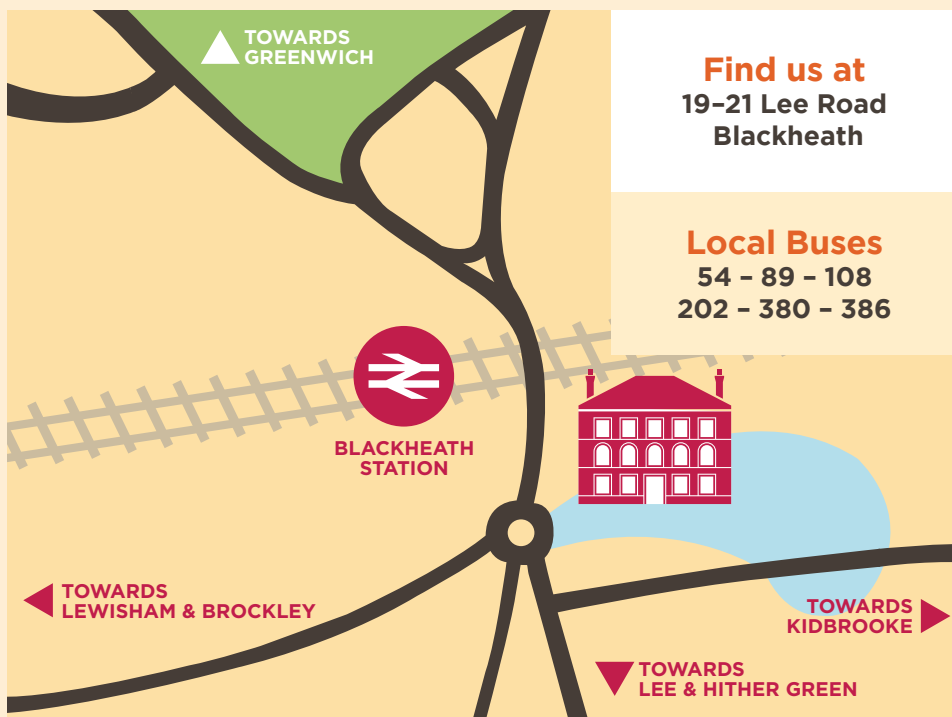 TOWARDS
GREENWICH
Find us at
19–21 Lee Road
Blackheath
Local Buses
54 – 89 – 108
202 – 380 – 386
BLACKHEATH
STATION
TOWARDS
LEWISHAM & BROCKLEY
TOWARDS
KIDBROOKE
TOWARDS
LEE & HITHER GREEN